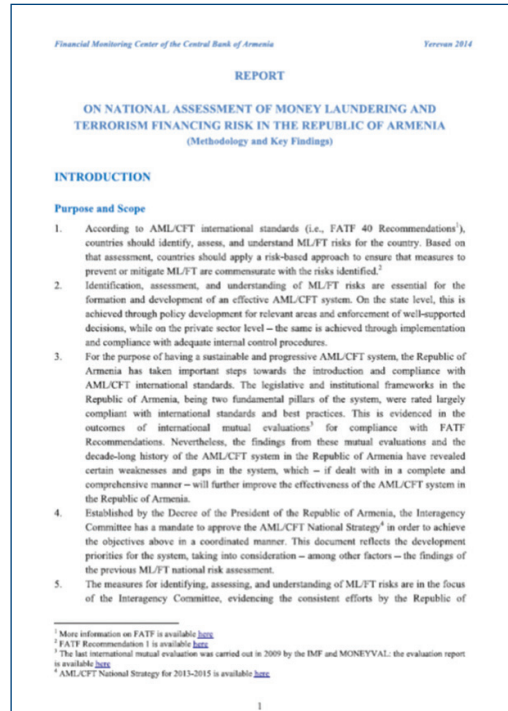 Financial Monitoring Center of the Central Bank of Armenia Yerevan 2014
REPORT
ON NATIONAL ASSESSMENT OF MONEY LAUNDERING AND
TERRORISM FINANCING RISK IN THE REPUBLIC OF ARMENIA
(Methodology and Key Findings)
INTRODUCTION
Purpose and Scope
1. According to AML/CFT international standards (i.e., FATF 40 Recommendations1),
countries should identify, assess, and understand ML/FT risks for the country. Based on
that assessment, countries should apply a risk-based approach to ensure that measures to
prevent or mitigate ML/FT are commensurate with the risks identified.2
2. Identification, assessment, and understanding of ML/FT risks are essential for the
formation and development of an effective AML/CFT system. On the state level, this is
achieved through policy development for relevant areas and enforcement of well-supported
decisions, while on the private sector level – the same is achieved through implementation
and compliance with adequate internal control procedures.
3. For the purpose of having a sustainable and progressive AML/CFT system, the Republic of
Armenia has taken important steps towards the introduction and compliance with
AML/CFT international standards. The legislative and institutional frameworks in the
Republic of Armenia, being two fundamental pillars of the system, were rated largely
compliant with international standards and best practices. This is evidenced in the
outcomes of international mutual evaluations3 for compliance with FATF
Recommendations. Nevertheless, the findings from these mutual evaluations and the
decade-long history of the AML/CFT system in the Republic of Armenia have revealed
certain weaknesses and gaps in the system, which – if dealt with in a complete and
comprehensive manner – will further improve the effectiveness of the AML/CFT system in
the Republic of Armenia.
4. Established by the Decree of the President of the Republic of Armenia, the Interagency
Committee has a mandate to approve the AML/CFT National Strategy4 in order to achieve
the objectives above in a coordinated manner. This document reflects the development
priorities for the system, taking into consideration – among other factors – the findings of
the previous ML/FT national risk assessment.
5. The measures for identifying, assessing, and understanding of ML/FT risks are in the focus
of the Interagency Committee, evidencing the consistent efforts by the Republic of
1 More information on FATF is available here
2 FATF Recommendation 1 is available here
3 The last international mutual evaluation was carried out in 2009 by the IMF and MONEYVAL: the evaluation report
is available here
4 AML/CFT National Strategy for 2013-2015 is available here
1